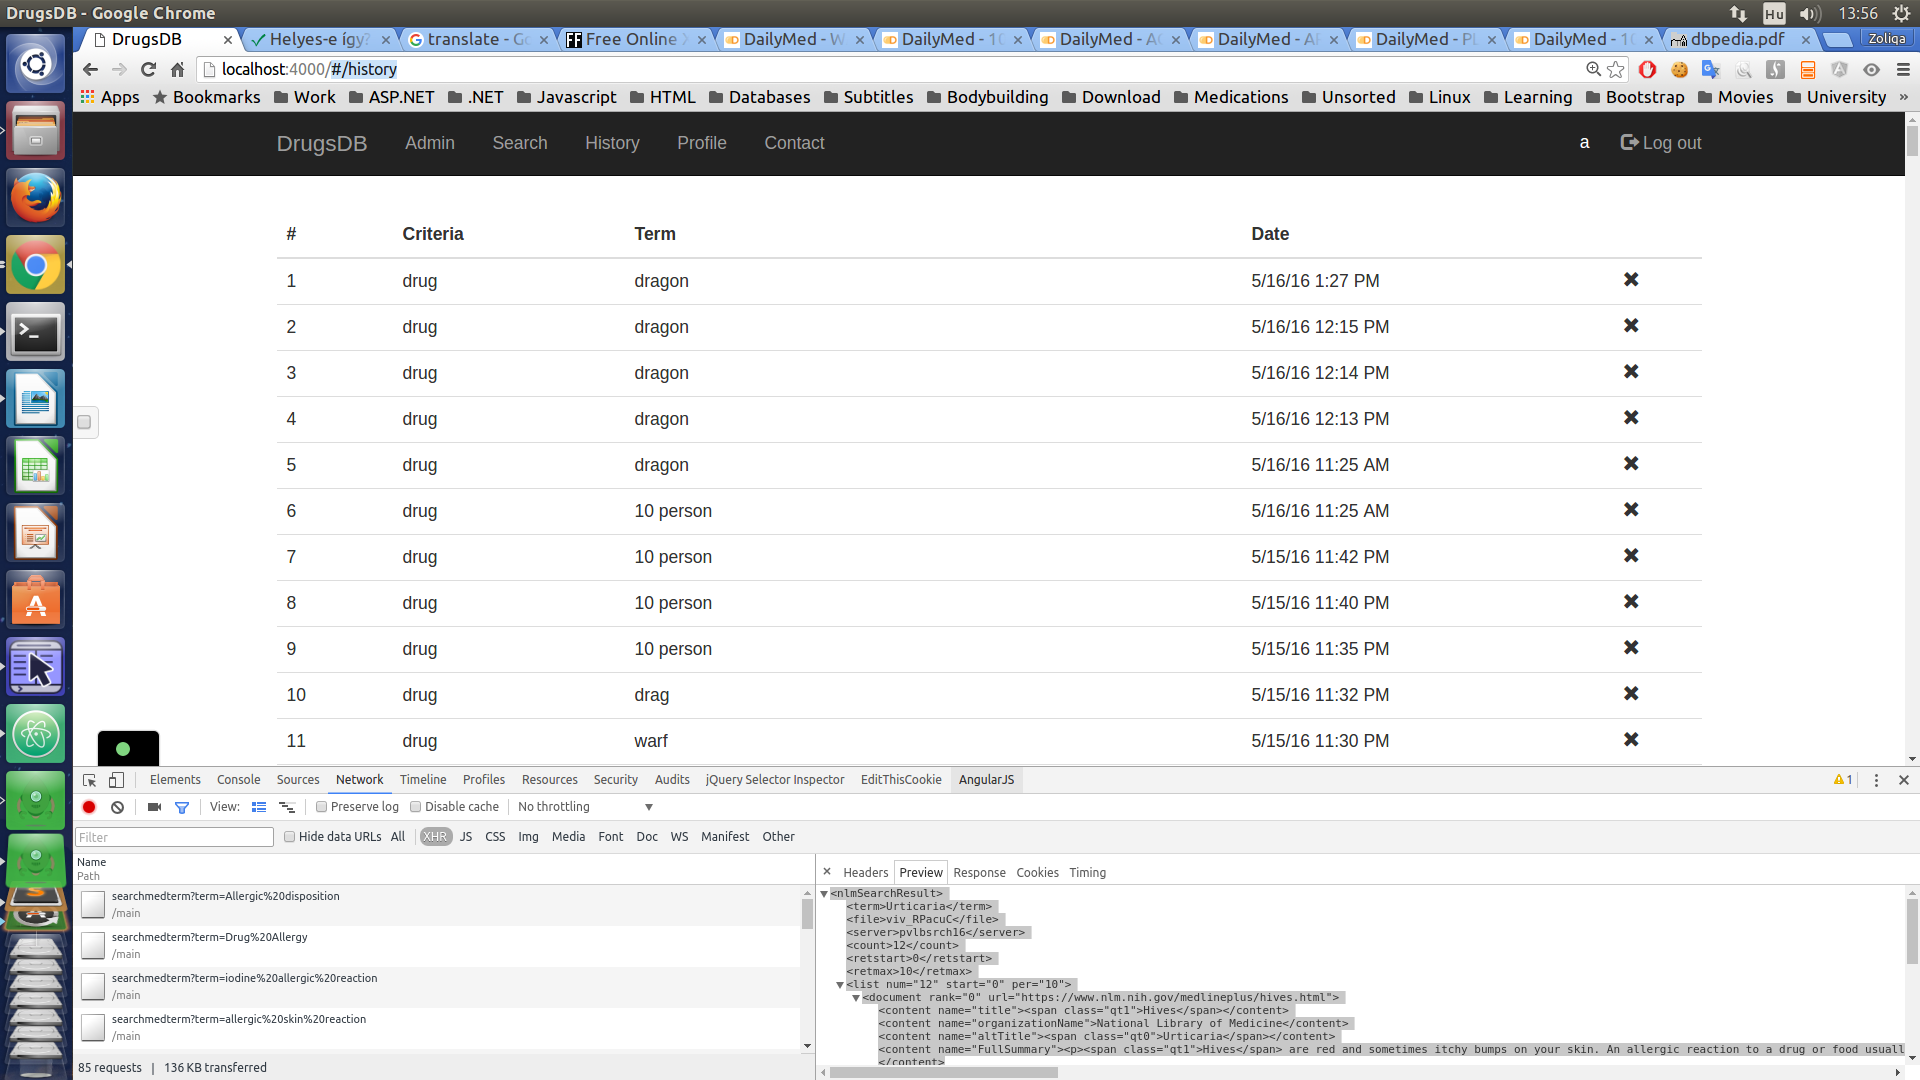 DrugsDB - Google Chrome
Hu
13:56
DrugsDB
Helyes-e így?
translate - Go
Free Online X
DailyMed - W
DailyMed - 10
DailyMed - AC
DailyMed - AF
DailyMed - PL
DailyMed - 10
dbpedia.pdf
Zoliqa
localhost:4000/#/history
Apps
Bookmarks
Work
ASP.NET
.NET
Javascript
HTML
Databases
Subtitles
Bodybuilding
Download
Medications
Unsorted
Linux
Learning
Bootstrap
Movies
University
»
DrugsDB Admin Search History Profile Contact a Log out
# Criteria Term Date
1 drug dragon 5/16/16 1:27 PM
2 drug dragon 5/16/16 12:15 PM
3 drug dragon 5/16/16 12:14 PM
4 drug dragon 5/16/16 12:13 PM
5 drug dragon 5/16/16 11:25 AM
6 drug 10 person 5/16/16 11:25 AM
7 drug 10 person 5/15/16 11:42 PM
8 drug 10 person 5/15/16 11:40 PM
9 drug 10 person 5/15/16 11:35 PM
10 drug drag 5/15/16 11:32 PM
11 drug warf 5/15/16 11:30 PM
Elements Console Sources Network Timeline Profiles Resources Security Audits jQuery Selector Inspector EditThisCookie AngularJS 1
View: Preserve log Disable cache No throttling
Filter Hide data URLs All XHR JS CSS Img Media Font Doc WS Manifest Other
Name
Path
searchmedterm?term=Allergic%20disposition
/main
searchmedterm?term=Drug%20Allergy
/main
searchmedterm?term=iodine%20allergic%20reaction
/main
searchmedterm?term=allergic%20skin%20reaction
/main
85 requests | 136 KB transferred
× Headers Preview Response Cookies Timing
<nlmSearchResult>
<term>Urticaria</term>
<file>viv_RPacuC</file>
<server>pvlbsrch16</server>
<count>12</count>
<retstart>0</retstart>
<retmax>10</retmax>
<list num="12" start="0" per="10">
<document rank="0" url="https://www.nlm.nih.gov/medlineplus/hives.html">
<content name="title"><span class="qt1">Hives</span></content>
<content name="organizationName">National Library of Medicine</content>
<content name="altTitle"><span class="qt0">Urticaria</span></content>
<content name="FullSummary"><p><span class="qt1">Hives</span> are red and sometimes itchy bumps on your skin. An allergic reaction to a drug or food usuall
</content>